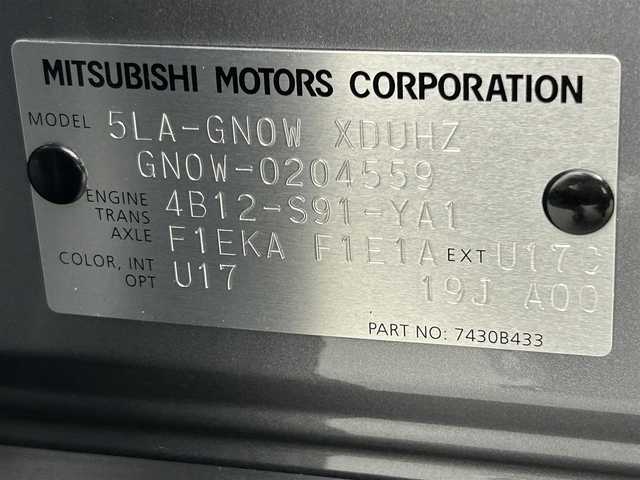 MITSUBISHI MOTORS CORPORATION
MODEL 5LA-GN0W XDUHZ
GN0W-0204559
ENGINE 4B12-S91-YA1
TRANS
AXLE F1EKA F1E1A EXT U17C
COLOR, INT U17
OPT 19J A00
PART NO: 7430B433